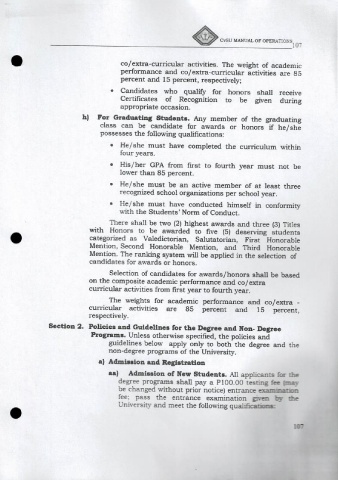 CvSU MANUAL OF OPERATIONS 107
co/extra-curricular activities. The weight of academic
performance and co/extra-curricular activities are 85
percent and 15 percent, respectively;
• Candidates who qualify for honors shall receive
Certificates of Recognition to be given during
appropriate occasion.
h) For Graduating Students. Any member of the graduating
class can be candidate for awards or honors if he/she
possesses the following qualifications:
• He/she must have completed the curriculum within
four years.
• His/her GPA from first to fourth year must not be
lower than 85 percent.
• He/she must be an active member of at least three
recognized school organizations per school year.
• He/she must have conducted himself in conformity
with the Students' Norm of Conduct.
There shall be two (2) highest awards and three (3) Titles
with Honors to be awarded to five (5) deserving students
categorized as Valedictorian, Salutatorian, First Honorable
Mention, Second Honorable Mention, and Third Honorable
Mention. The ranking system will be applied in the selection of
candidates for awards or honors.
Selection of candidates for awards/honors shall be based
on the composite academic performance and co/extra
curricular activities from first year to fourth year.
The weights for academic performance and co/extra -
curricular activities are 85 percent and 15 percent,
respectively.
Section 2. Policies and Guidelines for the Degree and Non- Degree
Programs. Unless otherwise specified, the policies and
guidelines below apply only to both the degree and the
non-degree programs of the University.
a) Admission and Registration
aa) Admission of New Students. All applicants for the
degree programs shall pay a P100.00 testing fee (may
be changed without prior notice) entrance examination
fee; pass the entrance examination given by the
University and meet the following qualifications:
107